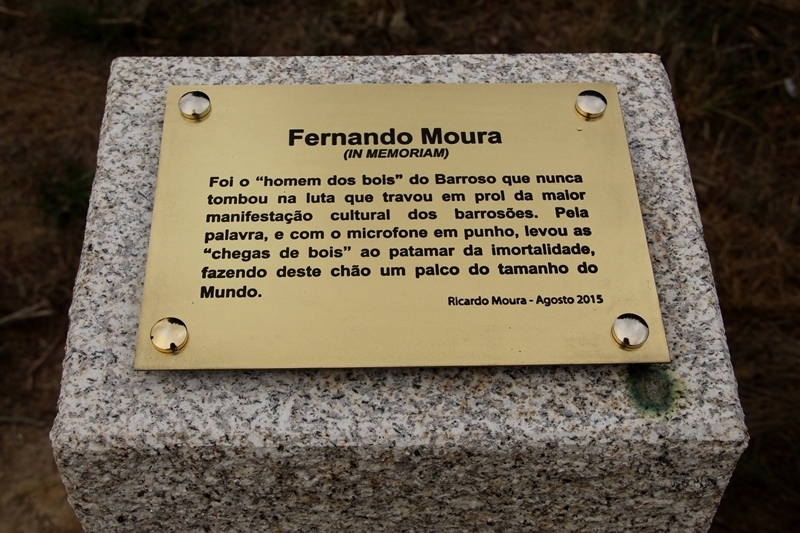 Fernando Moura
(IN MEMORIAM)
Foi o “homem dos bois” do Barroso que nunca
tombou na luta que travou em prol da maior
manifestação cultural dos barrosões. Pela
palavra, e com o microfone em punho, levou as
“chegas de bois” ao patamar da imortalidade,
fazendo deste chão um palco do tamanho do
Mundo.
Ricardo Moura - Agosto 2015